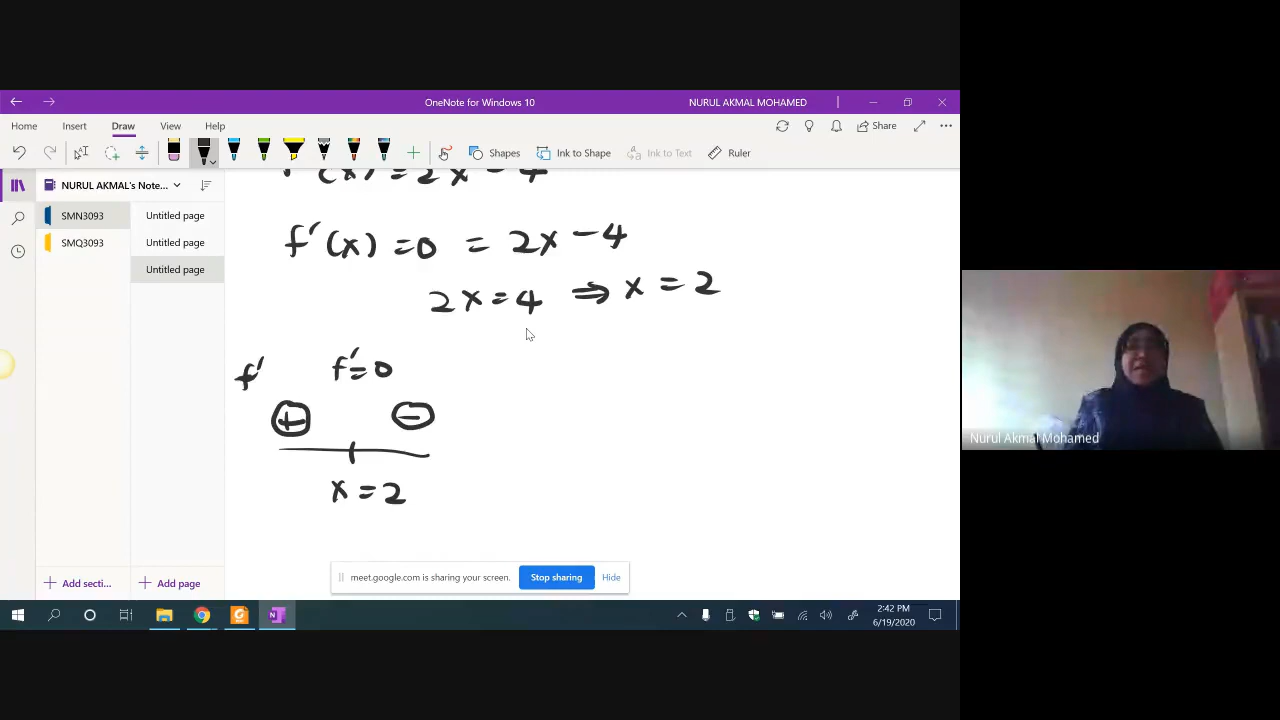 OneNote for Windows 10
NURUL AKMAL MOHAMED
Home Insert Draw View Help
Share
Shapes Ink to Shape Ink to Text Ruler
NURUL AKMAL's Note...
SMN3093
SMQ3093
Untitled page
Untitled page
Untitled page
f'(x) = 2x - 4
f'(x) = 0 = 2x - 4
2x = 4 ⇒ x = 2
f' f' = 0
+ -
x = 2
Nurul Akmal Mohamed
meet.google.com is sharing your screen. Stop sharing Hide
Add secti... Add page
2:42 PM
6/19/2020